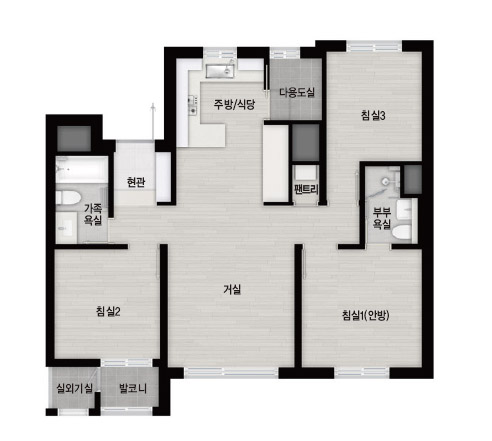 주방/식당
다용도실
침실3
현관
팬트리
가족
욕실
부부
욕실
거실
침실2
침실1(안방)
실외기실
발코니